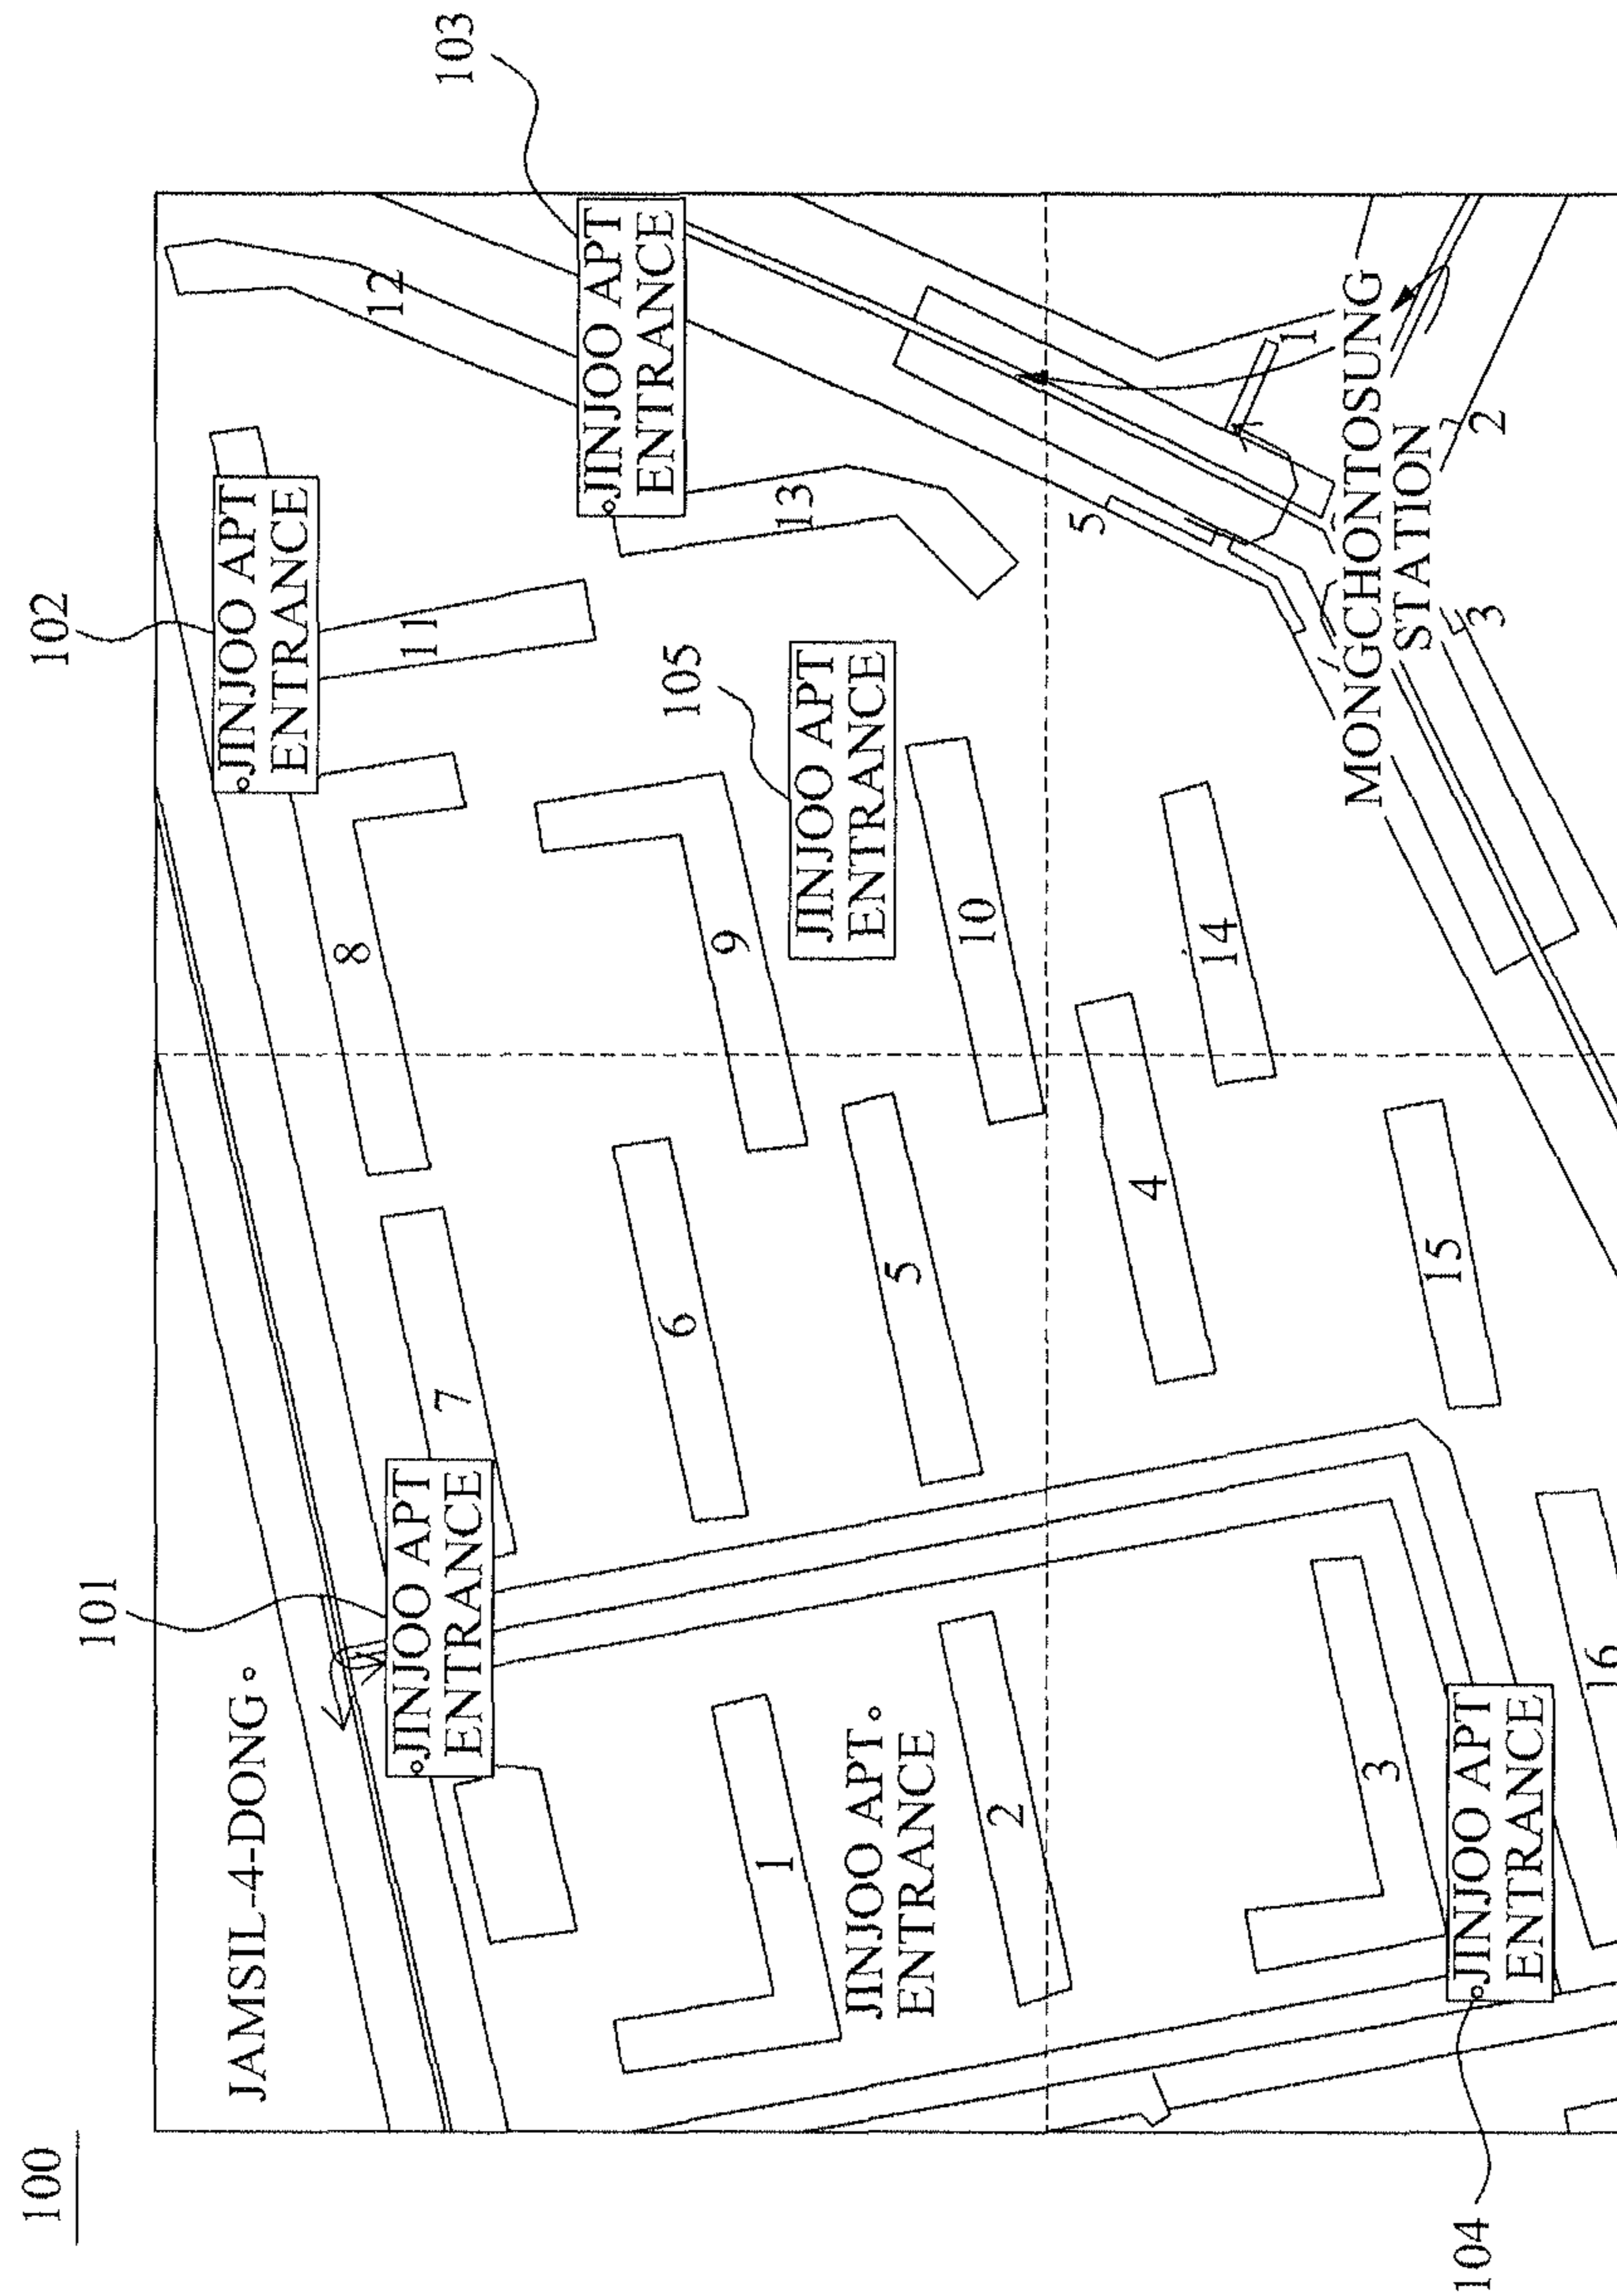 100
102
101
103
JAMSIL-4-DONG
JINJOO APT
ENTRANCE
12
8
11
JINJOO APT
ENTRANCE
7
JINJOO APT
ENTRANCE
6
105
9
13
1
JINJOO APT.
ENTRANCE
5
JINJOO APT
ENTRANCE
2
10
5
4
14
1
3
15
MONGCHONTOSUNG
STATION
2
3
104
JINJOO APT
ENTRANCE
16